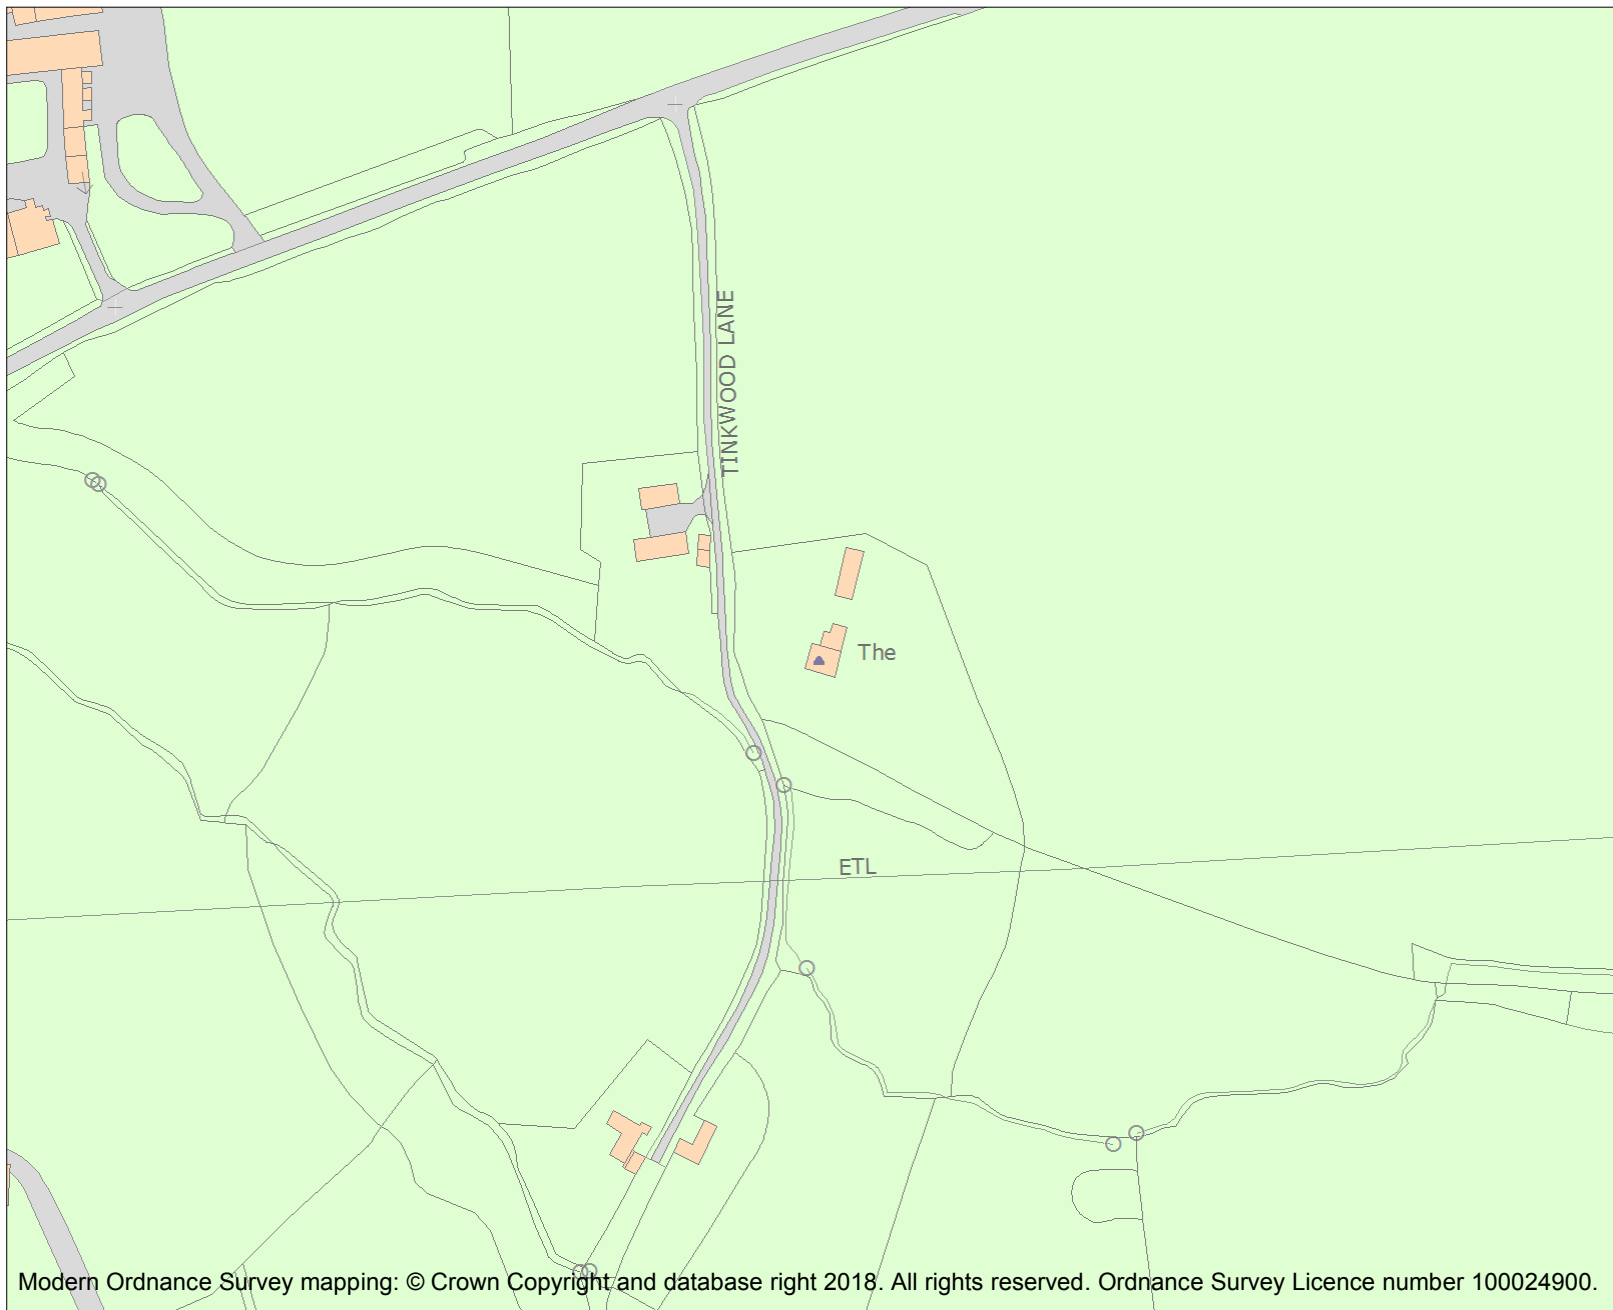 TINKWOOD LANE
The
ETL
Modern Ordnance Survey mapping: © Crown Copyright and database right 2018. All rights reserved. Ordnance Survey Licence number 100024900.